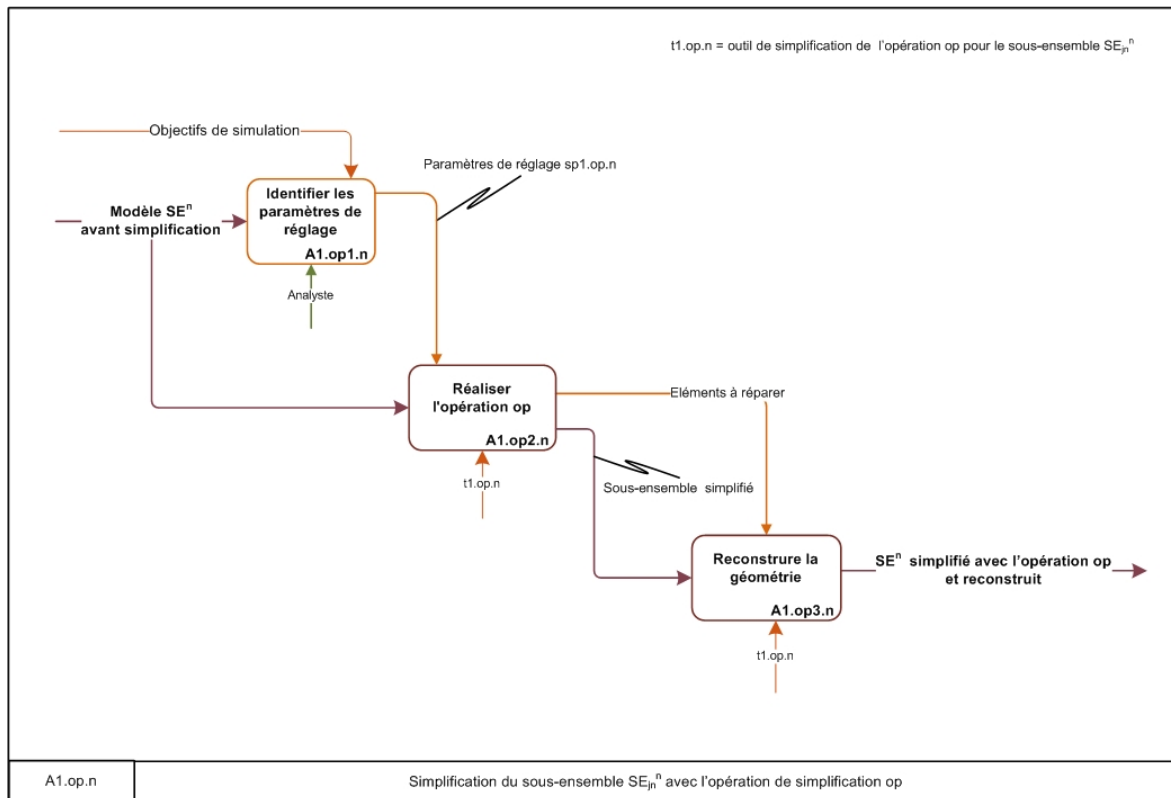 t1.op.n = outil de simplification de l'opération op pour le sous-ensemble SEjnⁿ
Objectifs de simulation
Paramètres de réglage sp1.op.n
Identifier les
paramètres de
réglage
A1.op1.n
Modèle SEⁿ
avant simplification
Analyste
Réaliser
l'opération op
A1.op2.n
Eléments à réparer
t1.op.n
Sous-ensemble simplifié
Reconstrure la
géométrie
A1.op3.n
SEⁿ simplifié avec l'opération op
et reconstruit
t1.op.n
A1.op.n
Simplification du sous-ensemble SEjnⁿ avec l'opération de simplification op